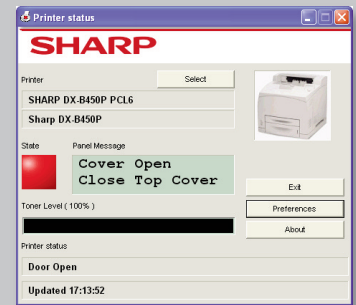 Printer status
SHARP
Printer
Select
SHARP DX-B450P PCL6
Sharp DX-B450P
State
Panel Message
Cover Open
Close Top Cover
Exit
Toner Level ( 100% )
Preferences
About
Printer status
Door Open
Updated 17:13:52